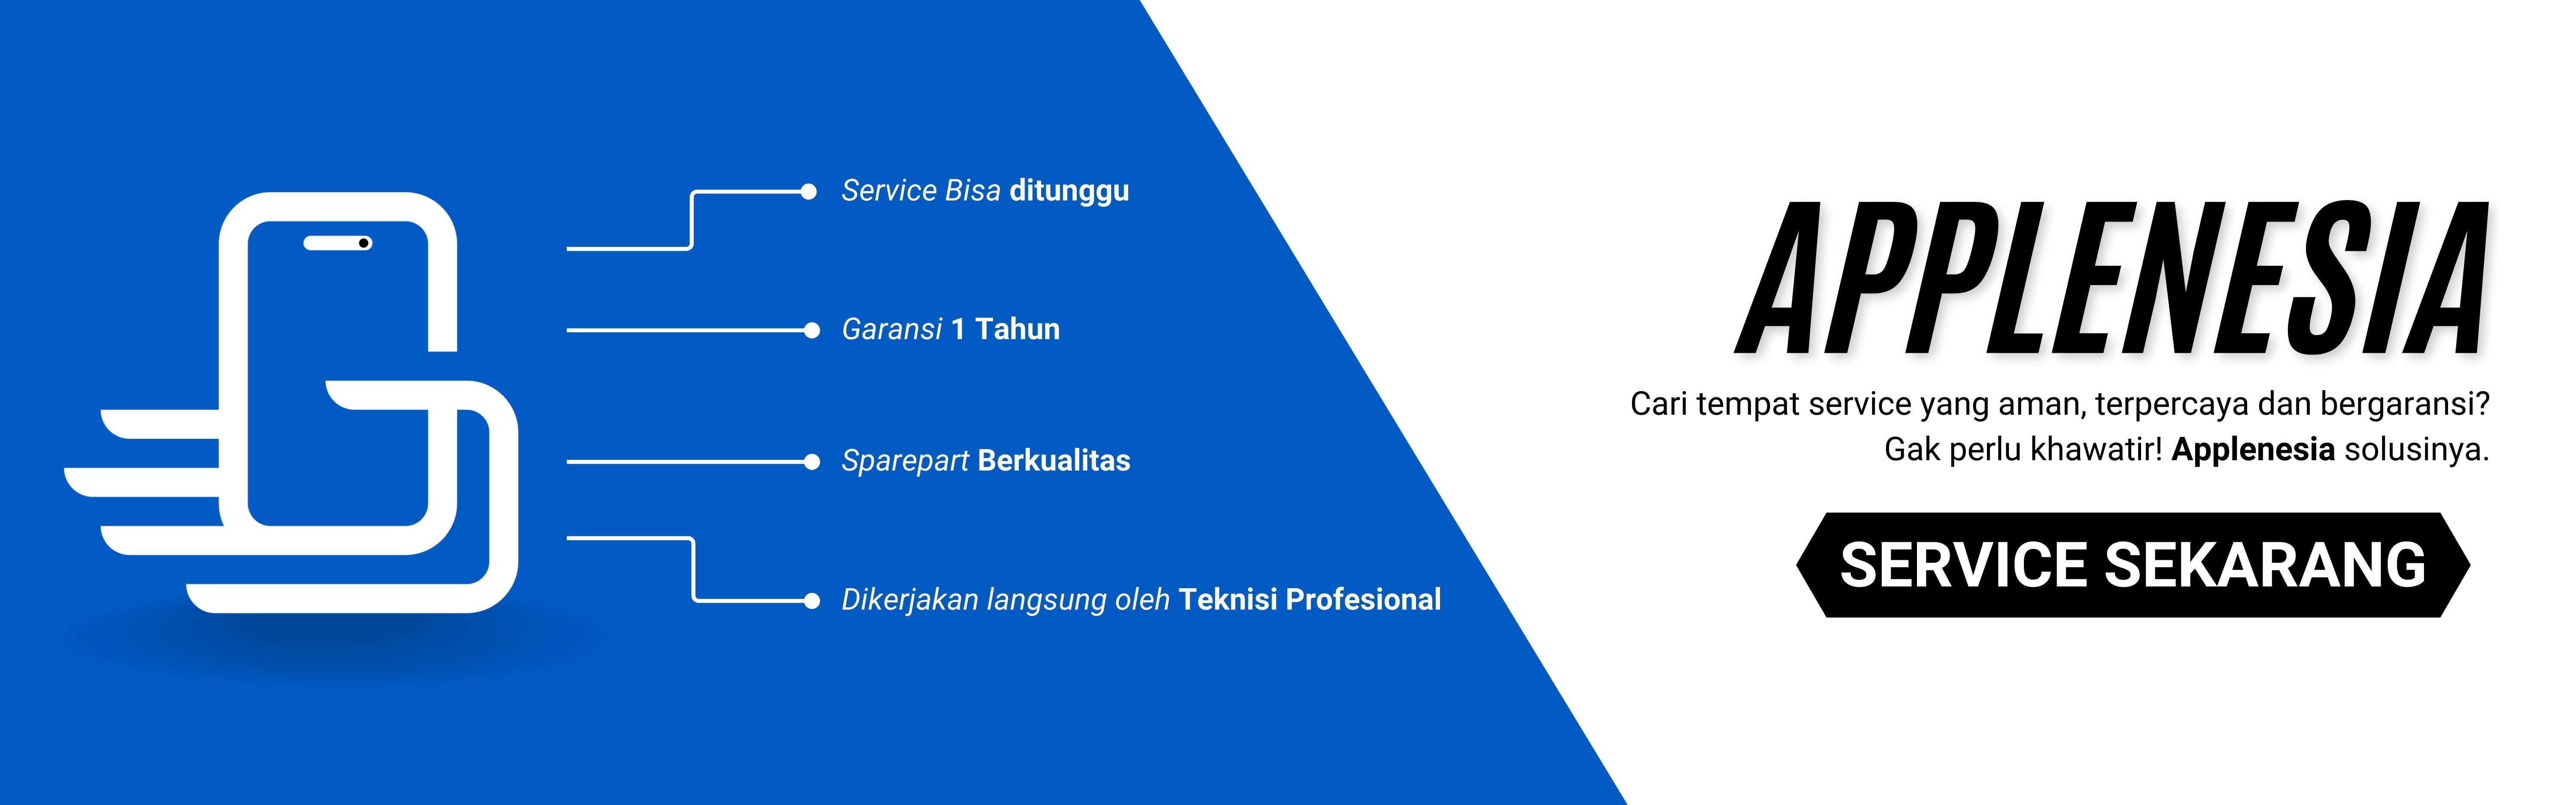 Service Bisa ditunggu
Garansi 1 Tahun
Sparepart Berkualitas
Dikerjakan langsung oleh Teknisi Profesional
APPLENESIA
Cari tempat service yang aman, terpercaya dan bergaransi?
Gak perlu khawatir! Applenesia solusinya.
SERVICE SEKARANG